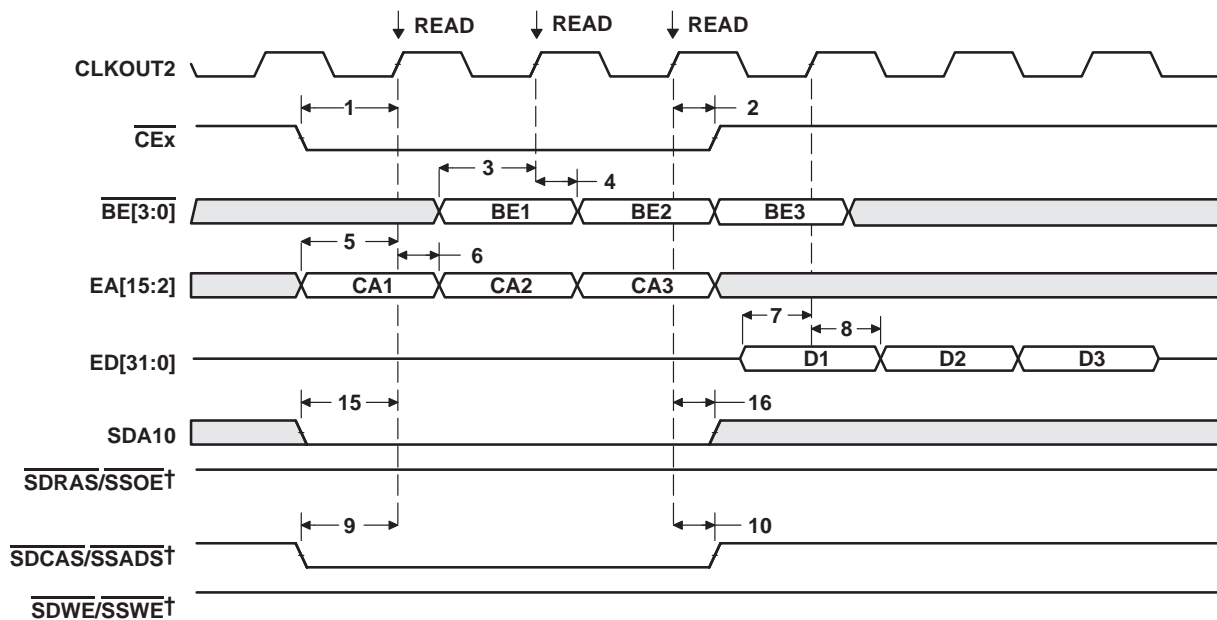 READ READ READ
CLKOUT2
1 2
CEx
3 4
BE[3:0] BE1 BE2 BE3
5 6
EA[15:2] CA1 CA2 CA3
7 8
ED[31:0] D1 D2 D3
15 16
SDA10
SDRAS/SSOE†
9 10
SDCAS/SSADS†
SDWE/SSWE†